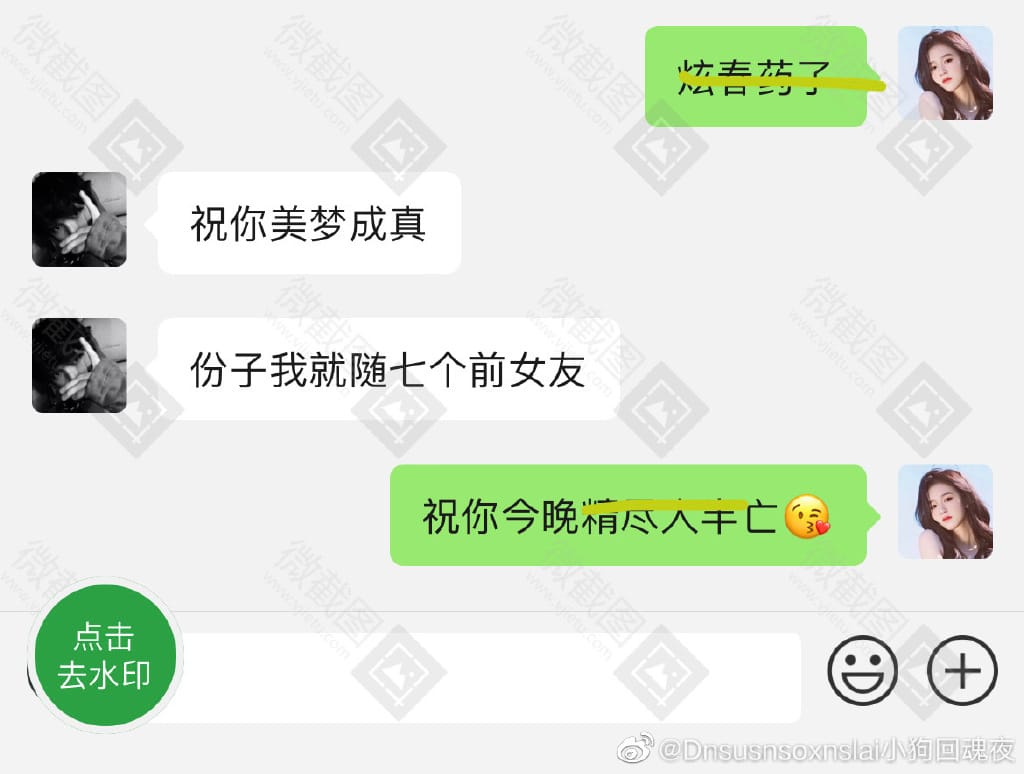 炫春药了
祝你美梦成真
份子我就随七个前女友
祝你今晚精尽人亡😘
点击
去水印
微截图
www.vjietu.com
@Dnsusnsoxnslai小狗回魂夜